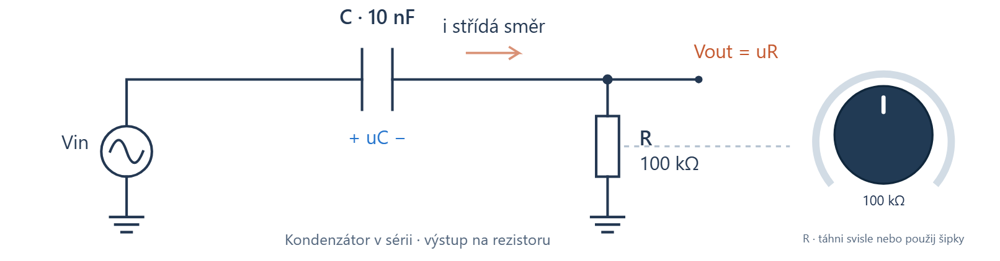 C · 10 nF
i střídá směr
Vout = uR
Vin
+ uC −
R
100 kΩ
100 kΩ
Kondenzátor v sérii · výstup na rezistoru
R · táhni svisle nebo použij šipky